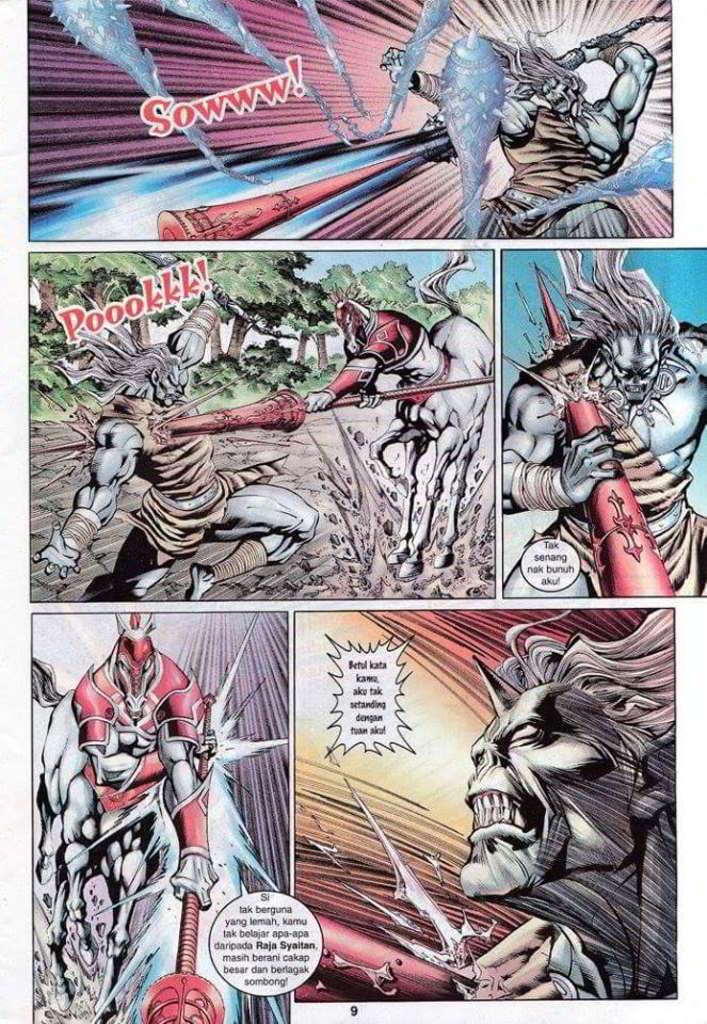 Sowww!
Poookkk!
Tak
senang
nak bunuh
aku!
Betul kata
kamu,
aku tak
setanding
dengan
tuan aku!
Si
tak berguna
yang lemah, kamu
tak belajar apa-apa
daripada Raja Syaitan,
masih berani cakap
besar dan berlagak
sombong!
9